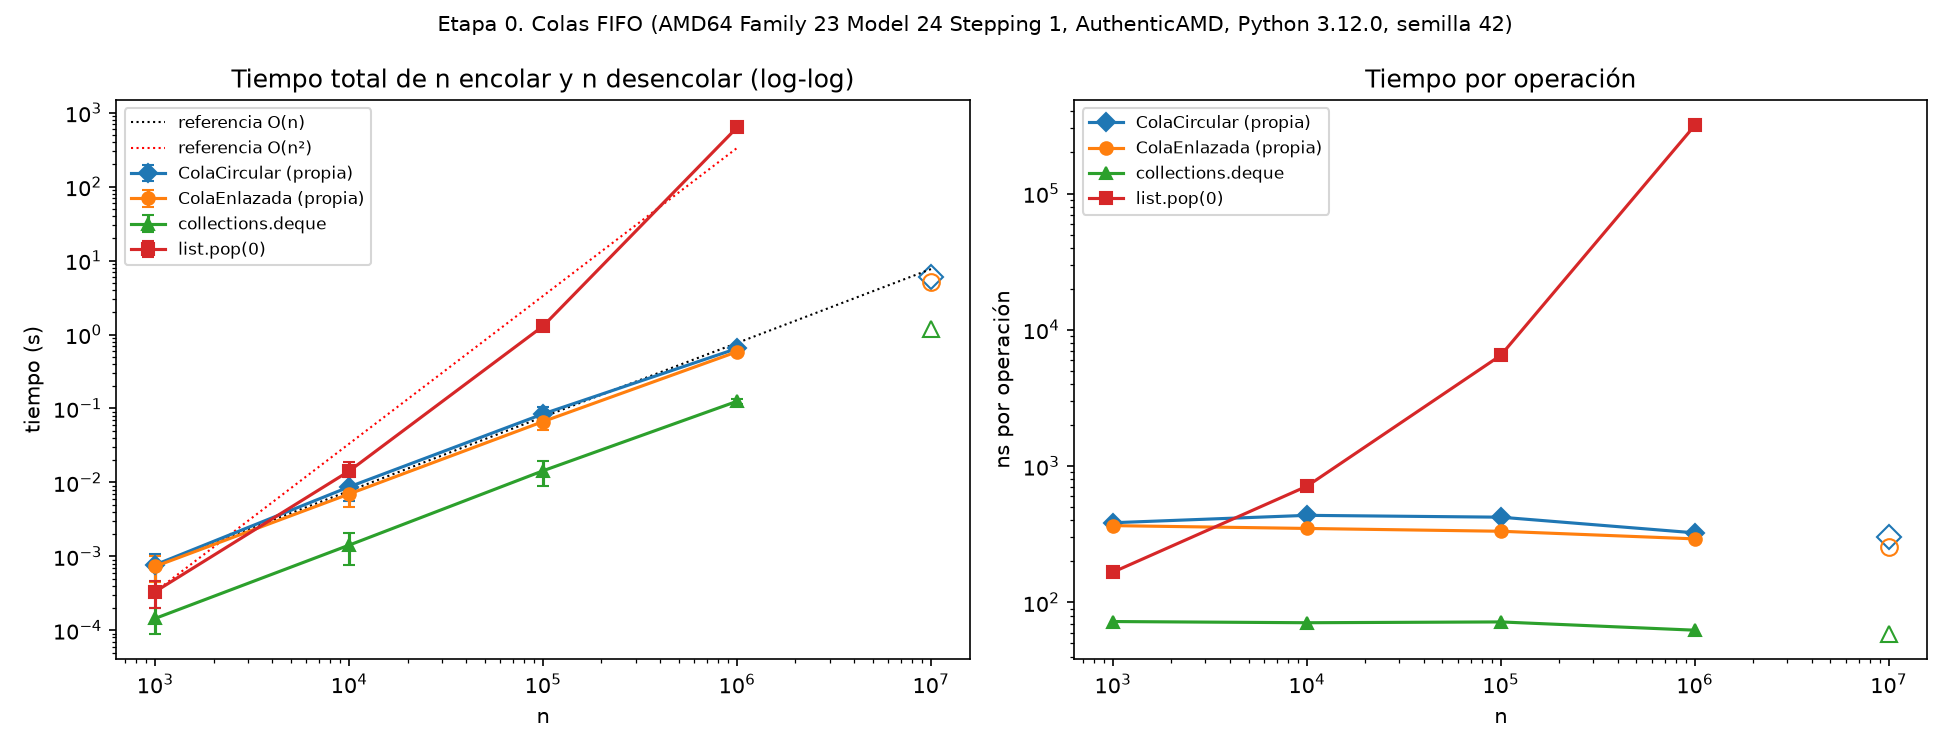 Etapa 0. Colas FIFO (AMD64 Family 23 Model 24 Stepping 1, AuthenticAMD, Python 3.12.0, semilla 42)
Tiempo total de n encolar y n desencolar (log-log)
referencia O(n)
referencia O(n²)
ColaCircular (propia)
ColaEnlazada (propia)
collections.deque
list.pop(0)
tiempo (s)
10³
10²
10¹
10⁰
10⁻¹
10⁻²
10⁻³
10⁻⁴
10³ 10⁴ 10⁵ 10⁶ 10⁷
n
Tiempo por operación
ColaCircular (propia)
ColaEnlazada (propia)
collections.deque
list.pop(0)
ns por operación
10⁵
10⁴
10³
10²
10³ 10⁴ 10⁵ 10⁶ 10⁷
n